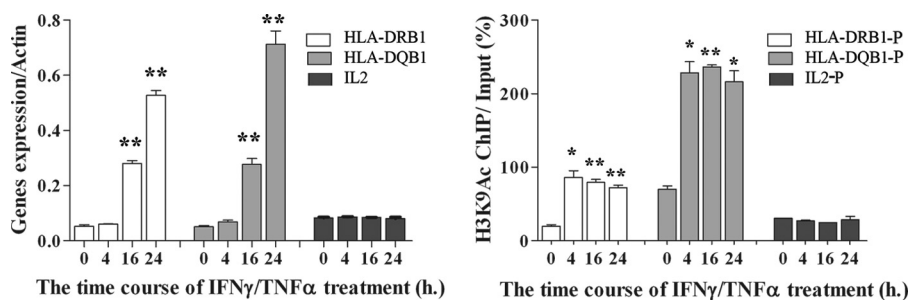 Genes expression/Actin
0.8
0.6
0.4
0.2
0.0
** ** ** **
HLA-DRB1
HLA-DQB1
IL2
0 4 16 24 0 4 16 24 0 4 16 24
The time course of IFNγ/TNFα treatment (h.)
H3K9Ac ChIP/ Input (%)
300
200
100
0
* ** ** * ** *
HLA-DRB1-P
HLA-DQB1-P
IL2-P
0 4 16 24 0 4 16 24 0 4 16 24
The time course of IFNγ/TNFα treatment (h.)